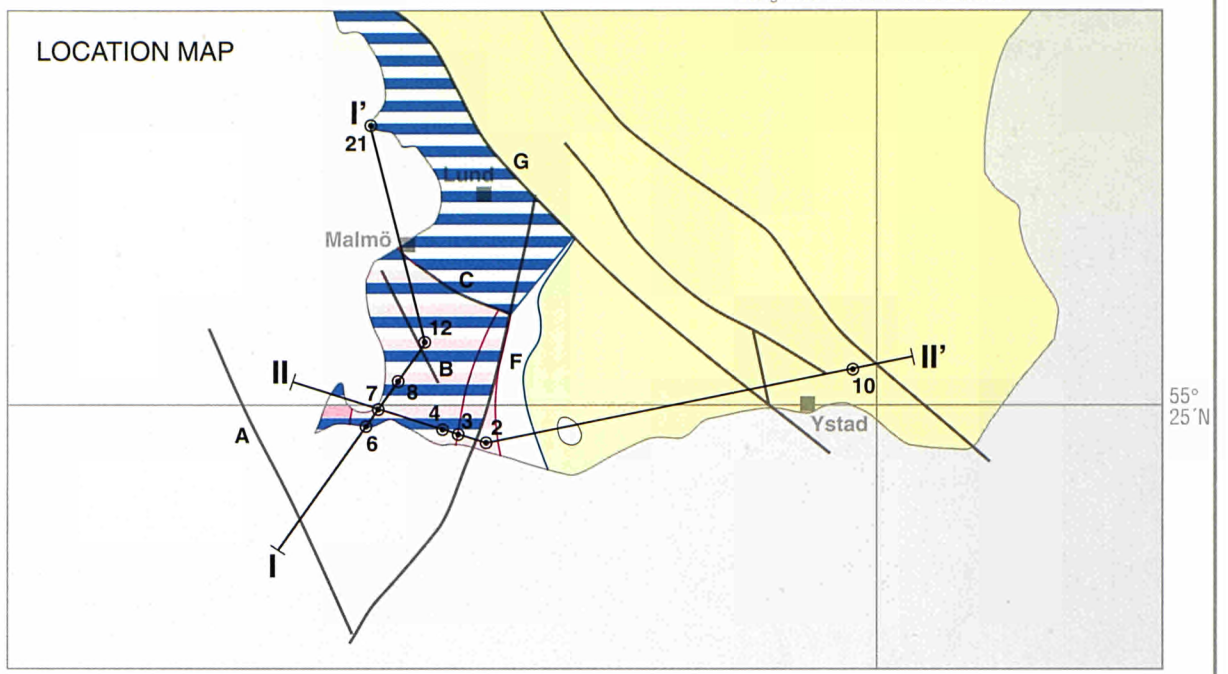 LOCATION MAP
I’
21
G
Lund
Malmö
C
12
F
II’
II
B
10
7
8
55°
25´N
4
3
2
Ystad
A
6
I